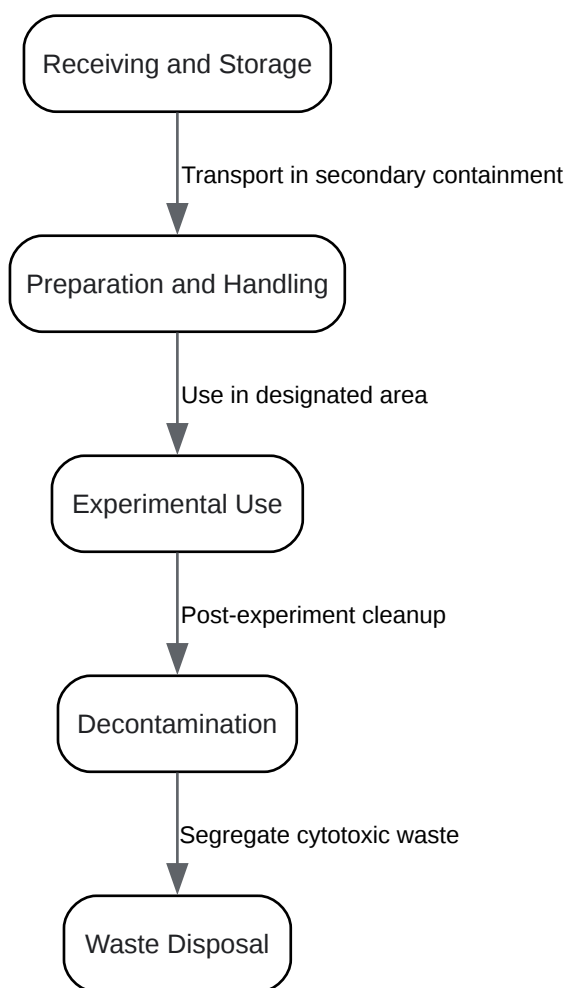 Receiving and Storage
Transport in secondary containment
Preparation and Handling
Use in designated area
Experimental Use
Post-experiment cleanup
Decontamination
Segregate cytotoxic waste
Waste Disposal